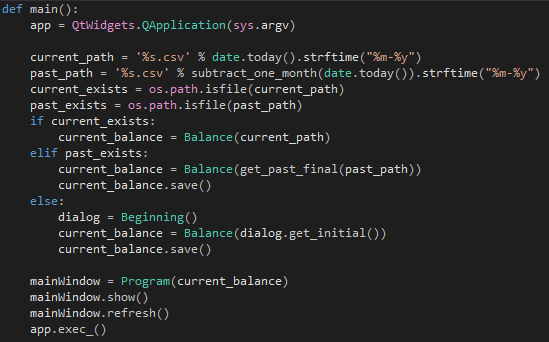 def main():
    app = QtWidgets.QApplication(sys.argv)

    current_path = '%s.csv' % date.today().strftime("%m-%y")
    past_path = '%s.csv' % subtract_one_month(date.today()).strftime("%m-%y")
    current_exists = os.path.isfile(current_path)
    past_exists = os.path.isfile(past_path)
    if current_exists:
        current_balance = Balance(current_path)
    elif past_exists:
        current_balance = Balance(get_past_final(past_path))
        current_balance.save()
    else:
        dialog = Beginning()
        current_balance = Balance(dialog.get_initial())
        current_balance.save()

    mainWindow = Program(current_balance)
    mainWindow.show()
    mainWindow.refresh()
    app.exec_()